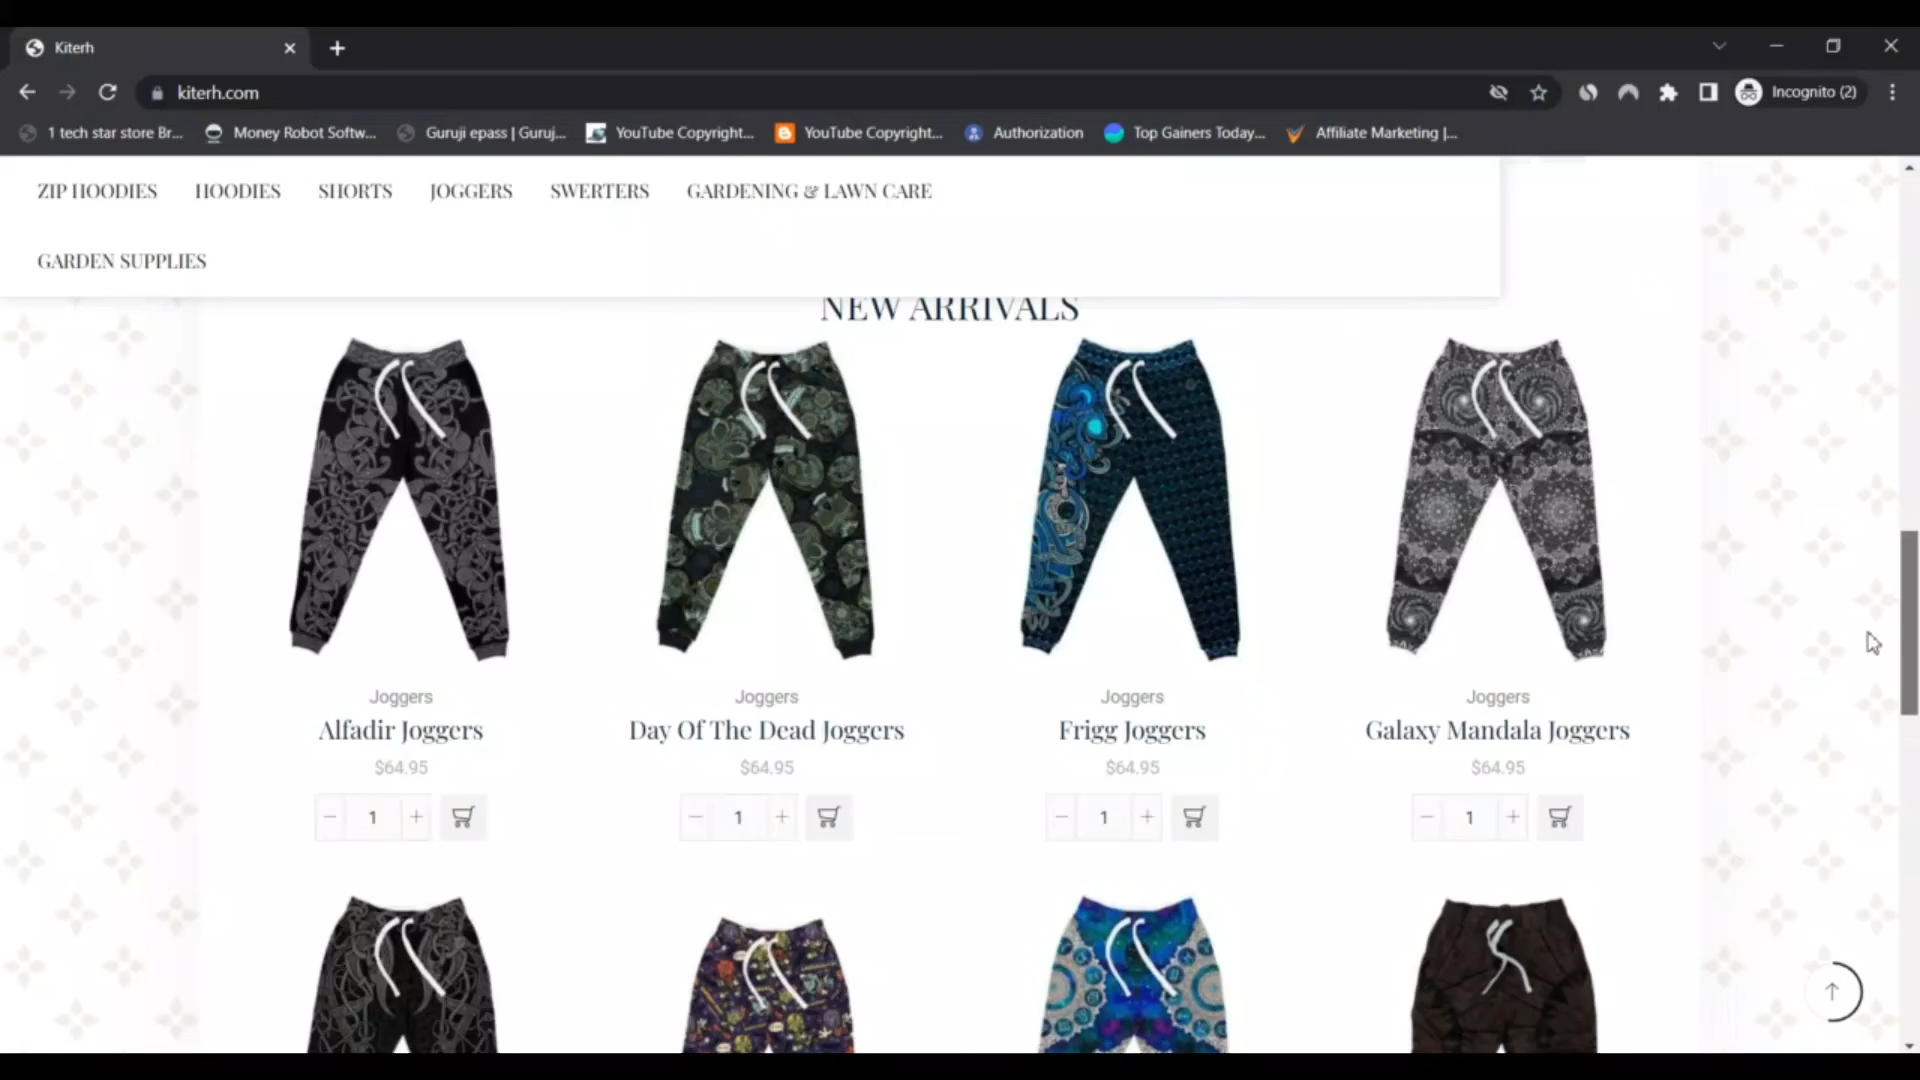 Kiterh
kiterh.com
Incognito (2)
1 tech star store Br...
Money Robot Softw...
Guruji epass | Guruj...
YouTube Copyright...
YouTube Copyright...
Authorization
Top Gainers Today...
Affiliate Marketing |...
ZIP HOODIES
HOODIES
SHORTS
JOGGERS
SWERTERS
GARDENING & LAWN CARE
GARDEN SUPPLIES
NEW ARRIVALS
Joggers
Alfadir Joggers
$64.95
1
Joggers
Day Of The Dead Joggers
$64.95
1
Joggers
Frigg Joggers
$64.95
1
Joggers
Galaxy Mandala Joggers
$64.95
1